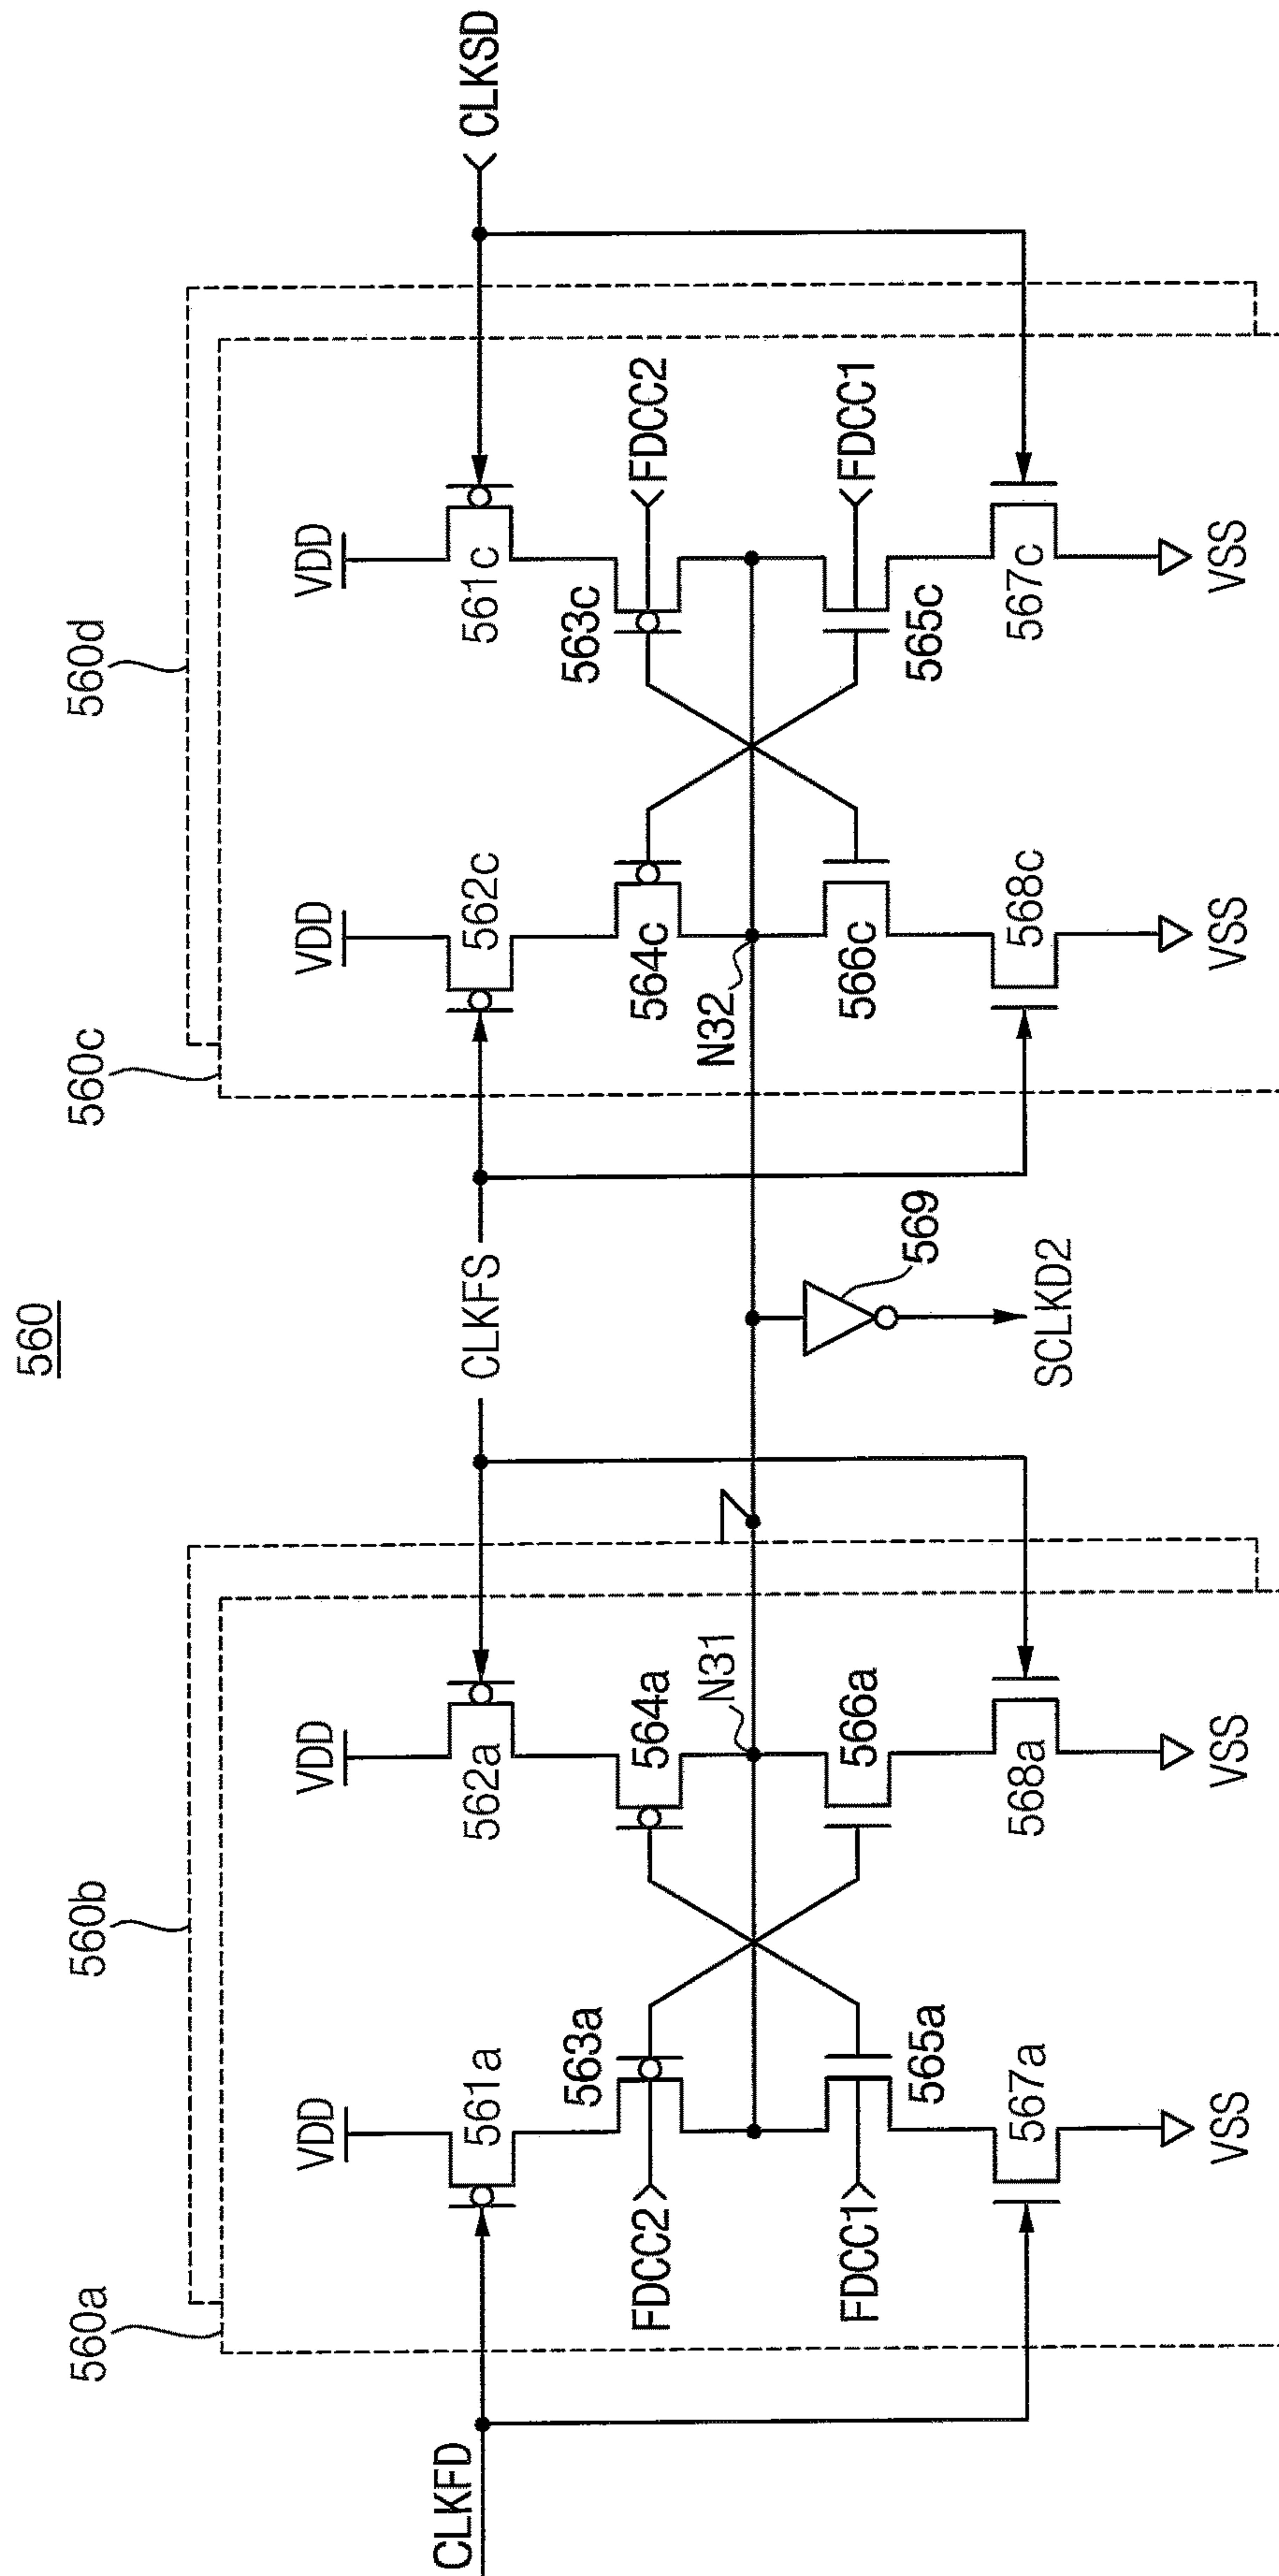 560
560a
560b
560c
560d
VDD
VDD
VDD
VDD
CLKFD
561a
562a
CLKFS
562c
561c
CLKSD
FDCC2
563a
564a
564c
563c
FDCC2
N31
N32
FDCC1
565a
566a
569
566c
565c
FDCC1
567a
568a
SCLKD2
568c
567c
VSS
VSS
VSS
VSS